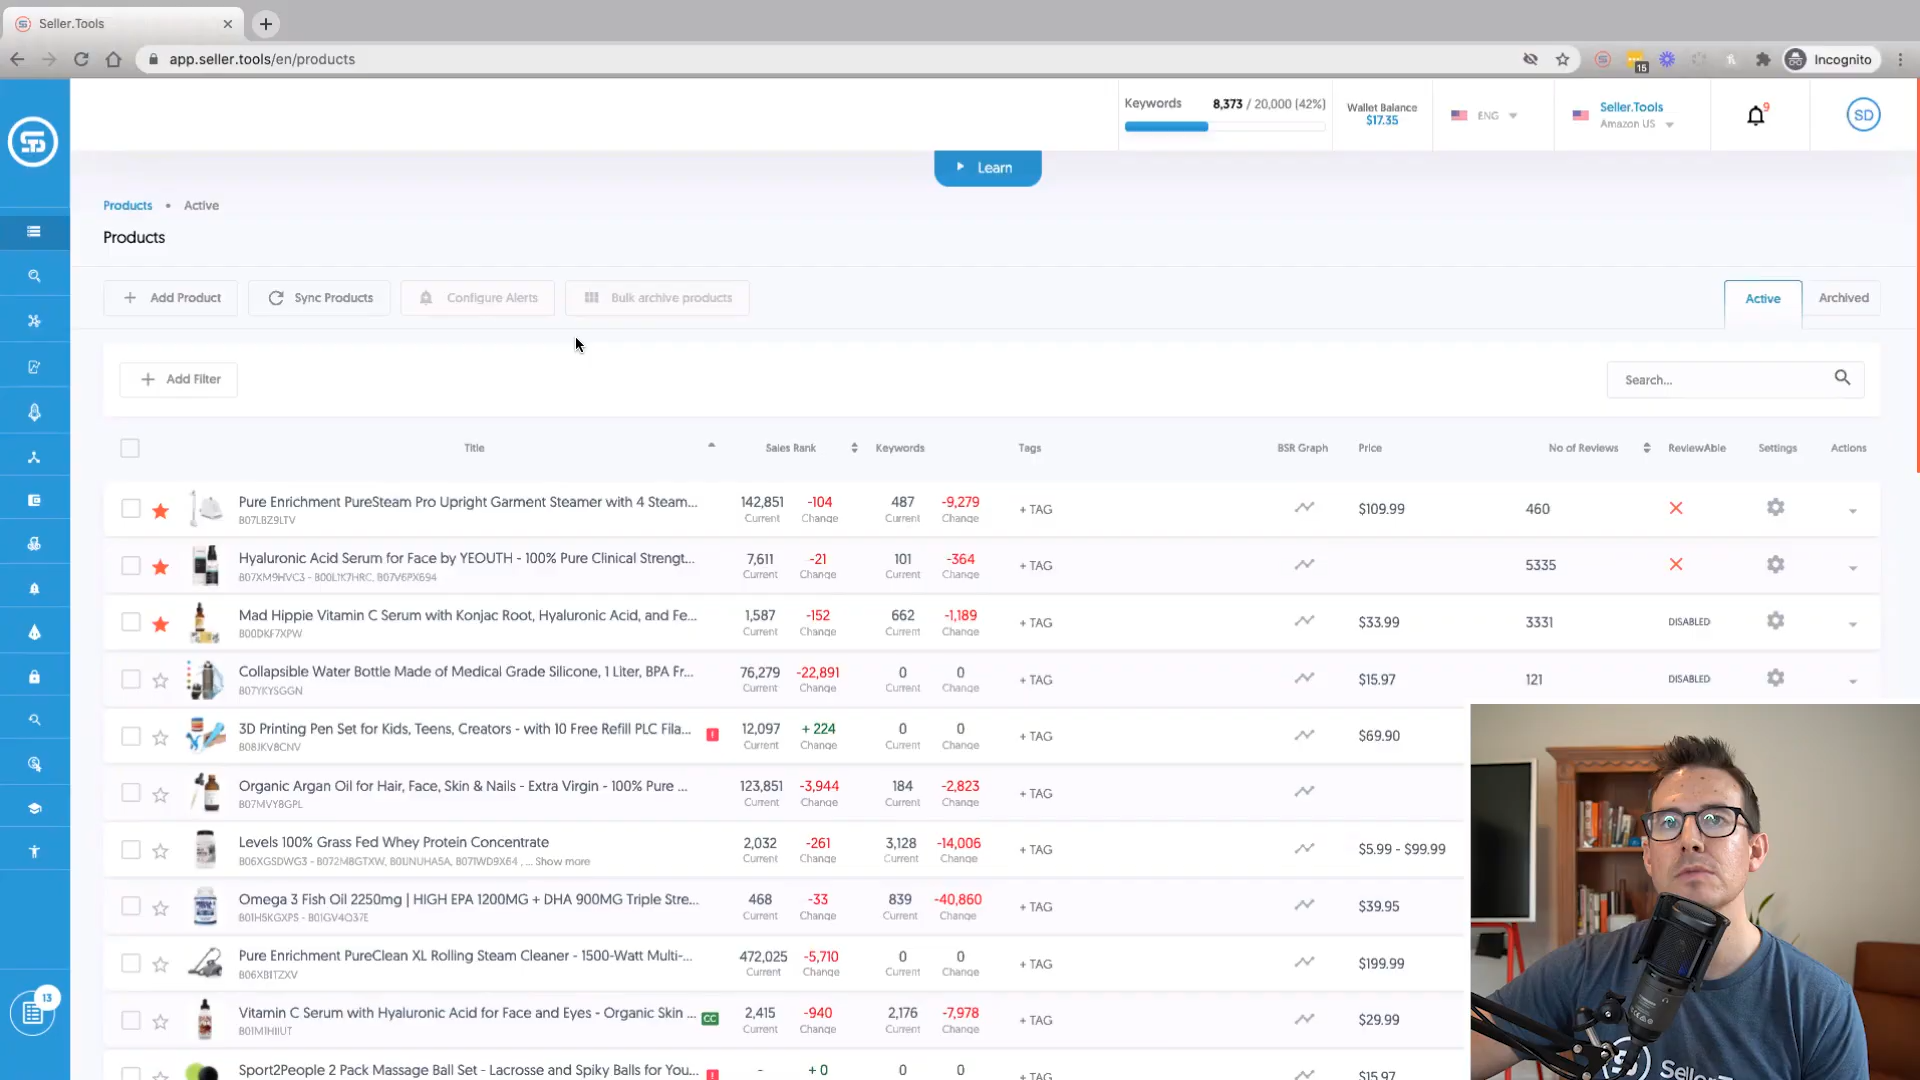 Seller.Tools
app.seller.tools/en/products
15
Incognito
Keywords 8,373 / 20,000 (42%)
Wallet Balance
$17.35
ENG
Seller.Tools
Amazon US
9
SD
Learn
Products • Active
Products
Add Product
Sync Products
Configure Alerts
Bulk archive products
Active
Archived
Add Filter
Search...
Title Sales Rank Keywords Tags BSR Graph Price No of Reviews ReviewAble Settings Actions
Pure Enrichment PureSteam Pro Upright Garment Steamer with 4 Steam... 142,851 -104 487 -9,279 + TAG $109.99 460
B07LBZ9LTV Current Change Current Change
Hyaluronic Acid Serum for Face by YEOUTH - 100% Pure Clinical Strengt... 7,611 -21 101 -364 + TAG 5335
B07XM9HVC3 - B00L1K7HRC, B07V6PX694 Current Change Current Change
Mad Hippie Vitamin C Serum with Konjac Root, Hyaluronic Acid, and Fe... 1,587 -152 662 -1,189 + TAG $33.99 3331 DISABLED
B00DKF7XPW Current Change Current Change
Collapsible Water Bottle Made of Medical Grade Silicone, 1 Liter, BPA Fr... 76,279 -22,891 0 0 + TAG $15.97 121 DISABLED
B07YKYSGGN Current Change Current Change
3D Printing Pen Set for Kids, Teens, Creators - with 10 Free Refill PLC Fila... 12,097 + 224 0 0 + TAG $69.90
B08JKV8CNV Current Change Current Change
Organic Argan Oil for Hair, Face, Skin & Nails - Extra Virgin - 100% Pure ... 123,851 -3,944 184 -2,823 + TAG
B07MVY8GPL Current Change Current Change
Levels 100% Grass Fed Whey Protein Concentrate 2,032 -261 3,128 -14,006 + TAG $5.99 - $99.99
B06XGSDWG3 - B072M8GTXW, B01JNUHA5A, B071WD9X64 , ... Show more Current Change Current Change
Omega 3 Fish Oil 2250mg | HIGH EPA 1200MG + DHA 900MG Triple Stre... 468 -33 839 -40,860 + TAG $39.95
B01H5KGXPS - B01GV4O37E Current Change Current Change
Pure Enrichment PureClean XL Rolling Steam Cleaner - 1500-Watt Multi-... 472,025 -5,710 0 0 + TAG $199.99
B06XB1TZXV Current Change Current Change
Vitamin C Serum with Hyaluronic Acid for Face and Eyes - Organic Skin ... CC 2,415 -940 2,176 -7,978 + TAG $29.99
B01M1HIIUT Current Change Current Change
Sport2People 2 Pack Massage Ball Set - Lacrosse and Spiky Balls for You... - + 0 0 0 + TAG $15.97
13